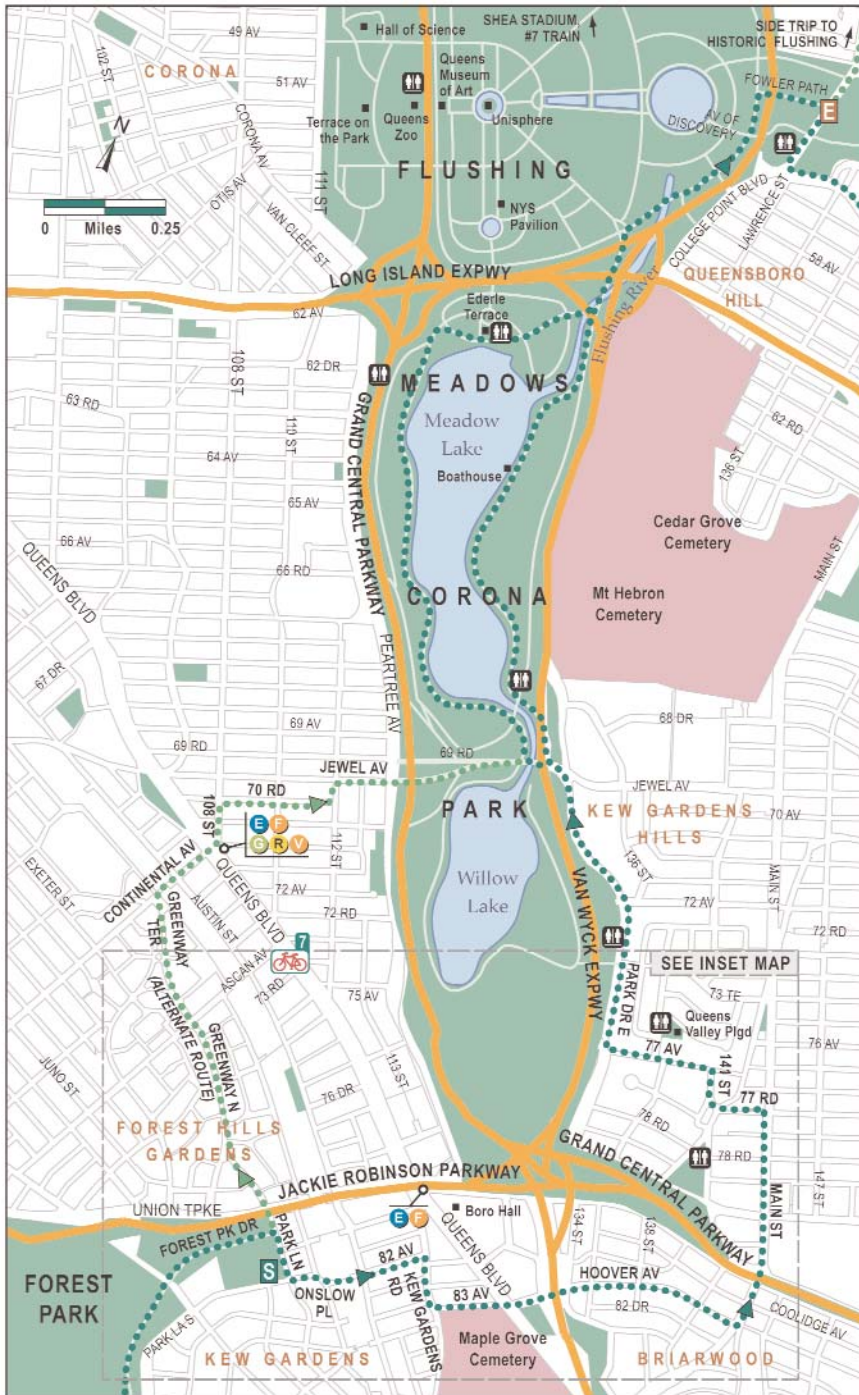 SHEA STADIUM,
#7 TRAIN
SIDE TRIP TO
HISTORIC FLUSHING
Hall of Science
49 AV
102 ST
CORONA
51 AV
Queens
Museum
of Art
FOWLER PATH
E
CORONA AV
Terrace on
the Park
Queens
Zoo
Unisphere
AV OF
DISCOVERY
N
OTIS AV
111 ST
FLUSHING
0 Miles 0.25
VAN CLEEF ST
NYS
Pavilion
COLLEGE POINT BLVD
LAWRENCE ST
58 AV
LONG ISLAND EXPWY
QUEENSBORO
HILL
62 AV
Ederle
Terrace
Flushing River
108 ST
62 DR
MEADOWS
63 RD
GRAND CENTRAL PARKWAY
110 ST
Meadow
Lake
62 RD
136 ST
64 AV
Boathouse
65 AV
QUEENS BLVD
66 AV
Cedar Grove
Cemetery
MAIN ST
66 RD
CORONA
Mt Hebron
Cemetery
PEARTREE AV
67 DR
69 AV
68 DR
69 RD
69 RD
JEWEL AV
JEWEL AV
70 RD
108 ST
PARK
KEW GARDENS
HILLS
70 AV
E F
G R V
112 ST
CONTINENTAL AV
QUEENS BLVD
136 ST
MAIN ST
EXETER ST
GREENWAY
TER
AUSTIN ST
72 AV
Willow
Lake
72 AV
VAN WYCK EXPWY
72 RD
72 RD
7
ASCAN AV
73 RD
SEE INSET MAP
PARK DR E
73 TE
75 AV
Queens
Valley Plgd
(ALTERNATE ROUTE)
GREENWAY N
77 AV
76 AV
JUNO ST
113 ST
141 ST
76 DR
77 RD
78 RD
FOREST HILLS
GARDENS
GRAND CENTRAL PARKWAY
78 RD
JACKIE ROBINSON PARKWAY
147 ST
MAIN ST
UNION TPKE
Boro Hall
E F
134 ST
138 ST
FOREST PK DR
PARK LN
QUEENS BLVD
82 AV
S
FOREST
PARK
ONSLOW
PL
KEW GARDENS
RD
83 AV
HOOVER AV
82 DR
COOLIDGE AV
PARK LA S
KEW GARDENS
Maple Grove
Cemetery
BRIARWOOD